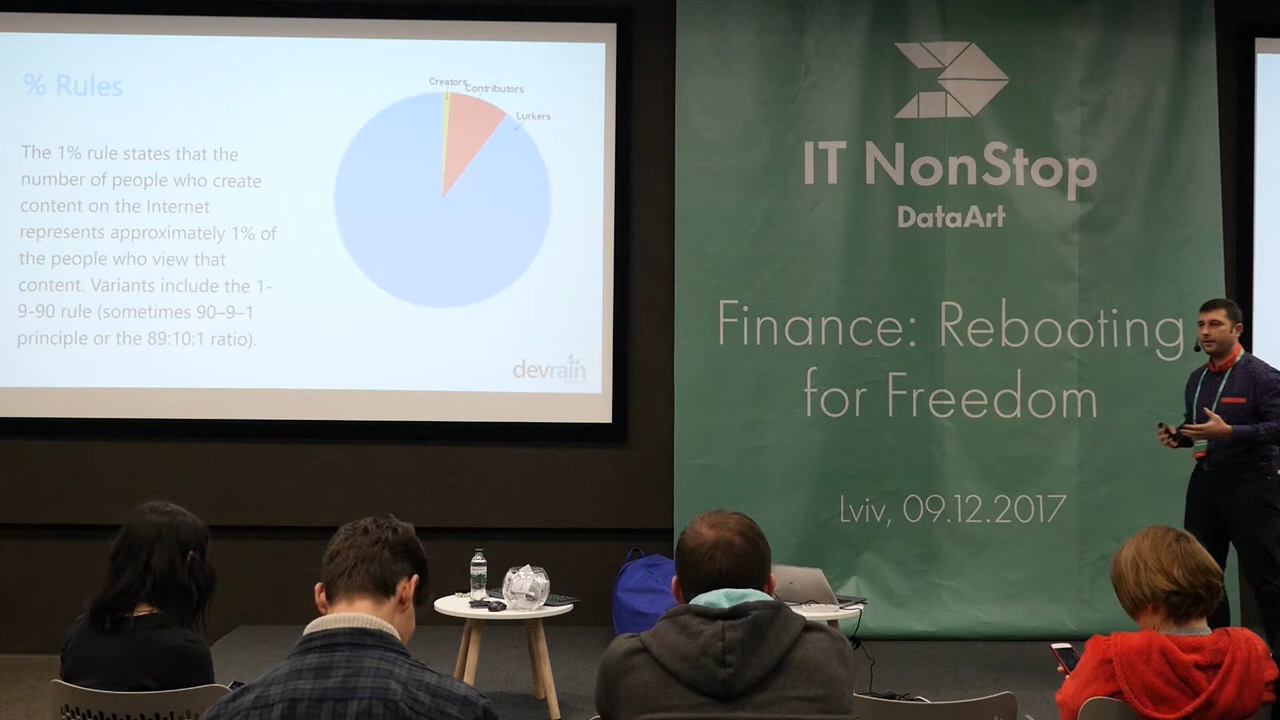 % Rules
The 1% rule states that the
number of people who create
content on the Internet
represents approximately 1% of
the people who view that
content. Variants include the 1-
9-90 rule (sometimes 90–9–1
principle or the 89:10:1 ratio).
Creators
Contributors
Lurkers
devrain
IT NonStop
DataArt
Finance: Rebooting
for Freedom
Lviv, 09.12.2017